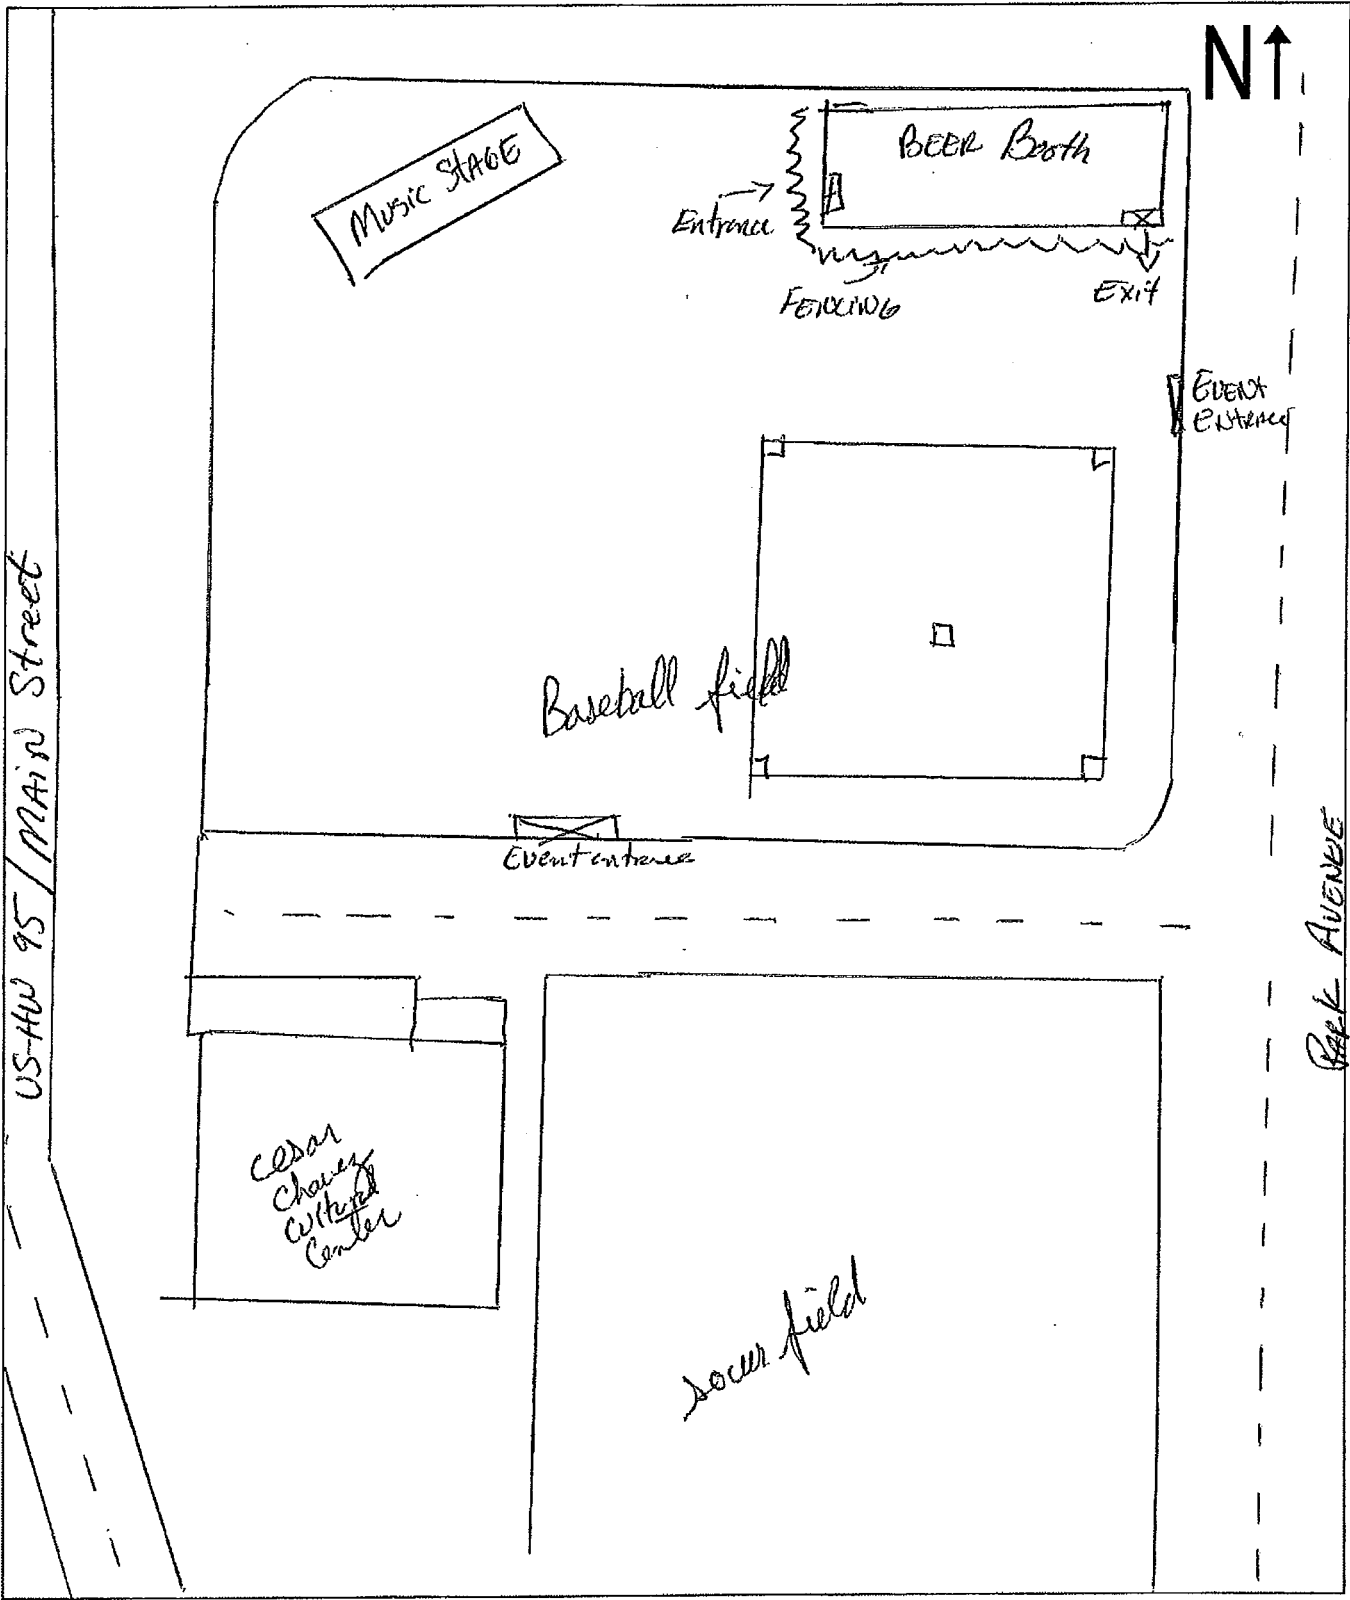 N
Music STAGE
BEER Booth
Entrance
FENCING
Exit
EVENT
ENTRANCE
Baseball field
Event entrance
US-HW 95 / MAIN Street
PARK AVENUE
Cesar
Chavez
Cultural
Center
soccer field